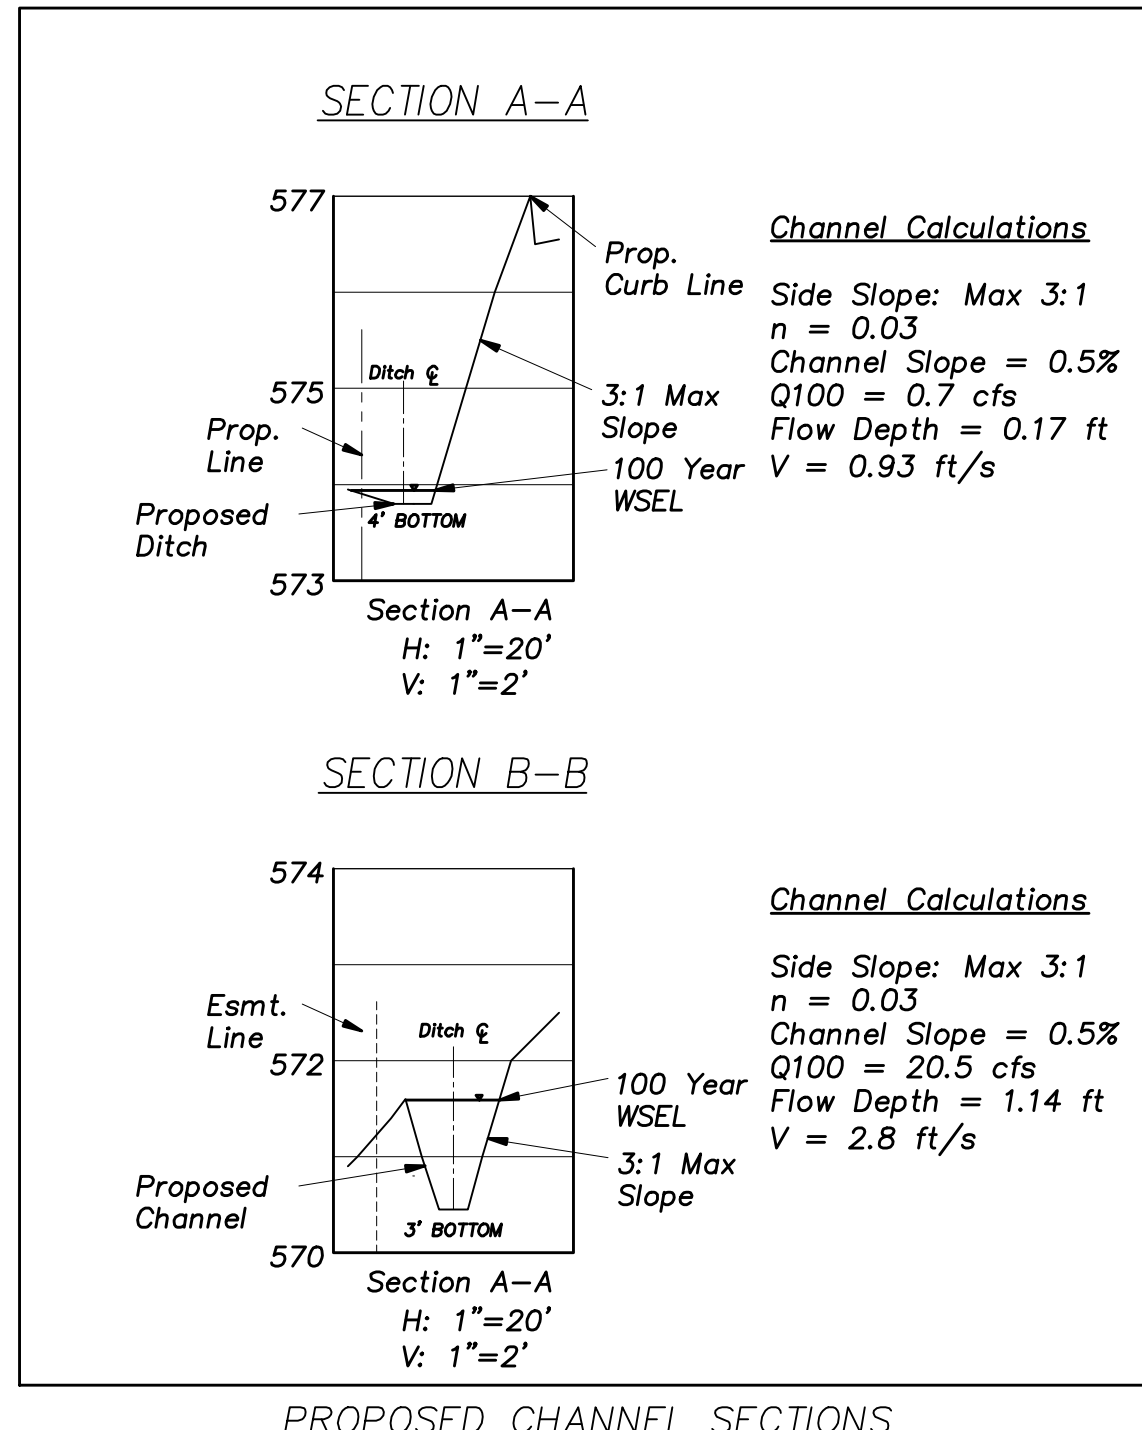 SECTION A-A
577
575
573
Prop.
Curb Line
Ditch ℄
3:1 Max
Slope
Prop.
Line
100 Year
WSEL
Proposed
Ditch
4' BOTTOM
Section A-A
H: 1"=20'
V: 1"=2'
Channel Calculations
Side Slope: Max 3:1
n = 0.03
Channel Slope = 0.5%
Q100 = 0.7 cfs
Flow Depth = 0.17 ft
V = 0.93 ft/s
SECTION B-B
574
572
570
Esmt.
Line
Ditch ℄
100 Year
WSEL
3:1 Max
Slope
Proposed
Channel
3' BOTTOM
Section A-A
H: 1"=20'
V: 1"=2'
Channel Calculations
Side Slope: Max 3:1
n = 0.03
Channel Slope = 0.5%
Q100 = 20.5 cfs
Flow Depth = 1.14 ft
V = 2.8 ft/s
PROPOSED CHANNEL SECTIONS